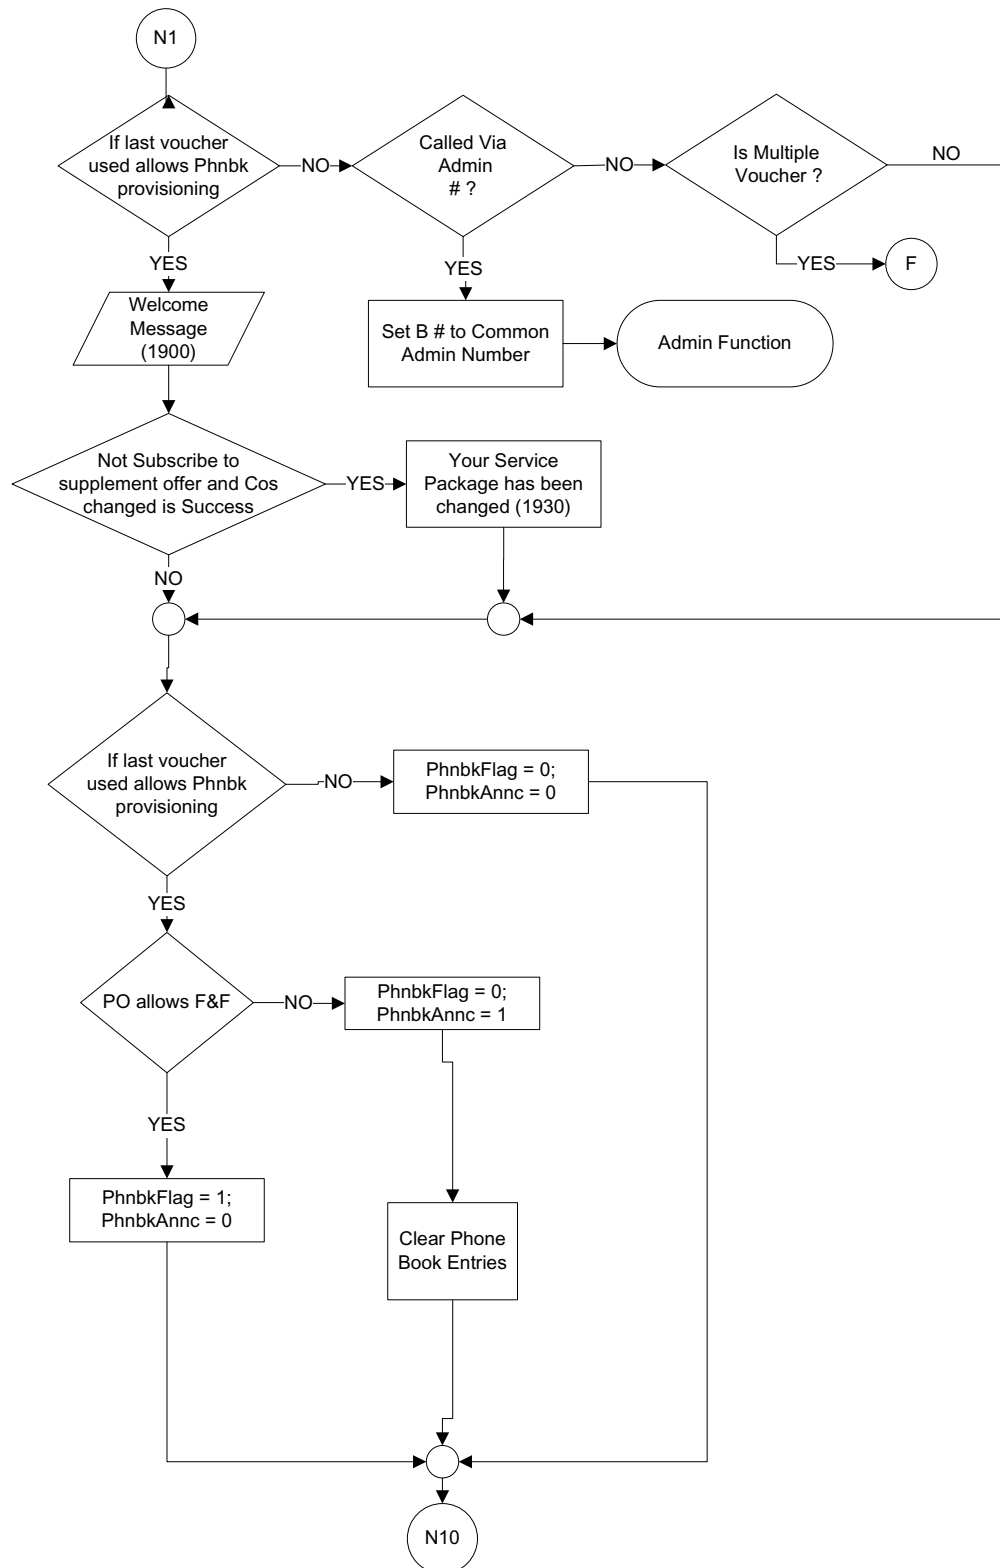 N1
If last voucher
used allows Phnbk
provisioning
NO
Called Via
Admin
# ?
NO
Is Multiple
Voucher ?
NO
YES
YES
YES
F
Welcome
Message
(1900)
Set B # to Common
Admin Number
Admin Function
Not Subscribe to
supplement offer and Cos
changed is Success
YES
Your Service
Package has been
changed (1930)
NO
If last voucher
used allows Phnbk
provisioning
NO
PhnbkFlag = 0;
PhnbkAnnc = 0
YES
PO allows F&F
NO
PhnbkFlag = 0;
PhnbkAnnc = 1
YES
PhnbkFlag = 1;
PhnbkAnnc = 0
Clear Phone
Book Entries
N10